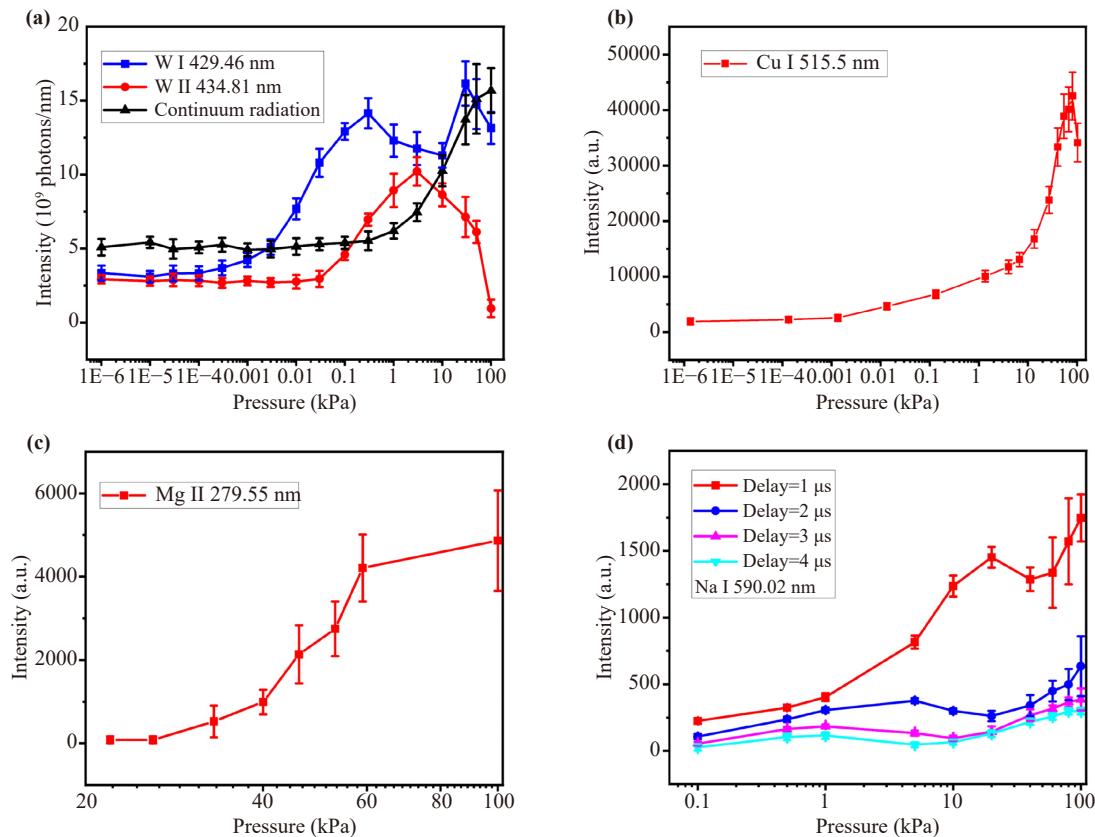 (a)
20
15
10
5
0
Intensity (10⁹ photons/nm)
W I 429.46 nm
W II 434.81 nm
Continuum radiation
1E−6 1E−5 1E−4 0.001 0.01 0.1 1 10 100
Pressure (kPa)
(b)
50000
40000
30000
20000
10000
0
Intensity (a.u.)
Cu I 515.5 nm
1E−6 1E−5 1E−4 0.001 0.01 0.1 1 10 100
Pressure (kPa)
(c)
6000
4000
2000
0
Intensity (a.u.)
Mg II 279.55 nm
20 40 60 80 100
Pressure (kPa)
(d)
2000
1500
1000
500
0
Intensity (a.u.)
Delay=1 μs
Delay=2 μs
Delay=3 μs
Delay=4 μs
Na I 590.02 nm
0.1 1 10 100
Pressure (kPa)